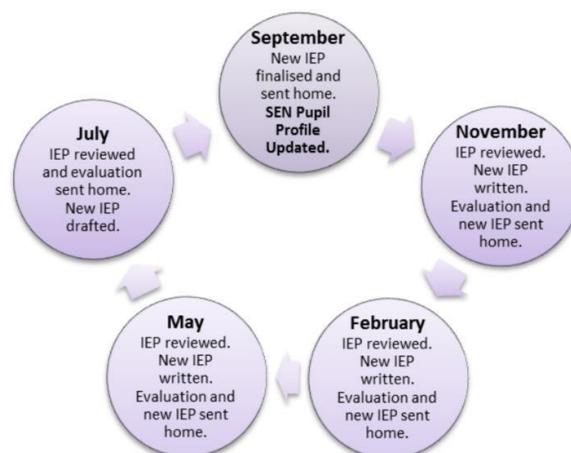 September
New IEP
finalised and
sent home.
SEN Pupil
Profile
Updated.
November
IEP reviewed.
New IEP
written.
Evaluation and
new IEP sent
home.
February
IEP reviewed.
New IEP
written.
Evaluation and
new IEP sent
home.
May
IEP reviewed.
New IEP
written.
Evaluation and
new IEP sent
home.
July
IEP reviewed
and evaluation
sent home.
New IEP
drafted.